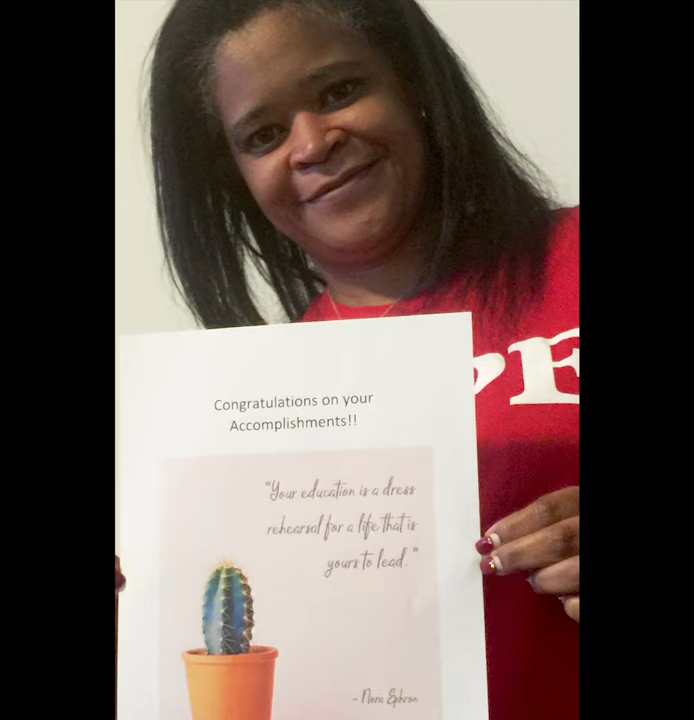 Congratulations on your
Accomplishments!!
"Your education is a dress
rehearsal for a life that is
yours to lead."
- Nora Ephron